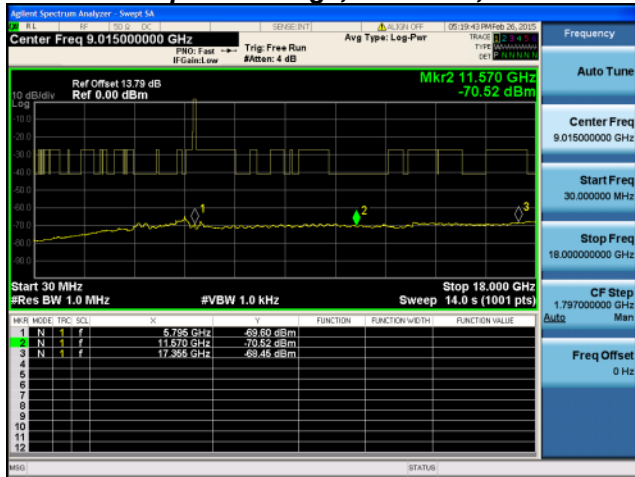 Agilent Spectrum Analyzer - Swept SA
RL RF 50 Ω DC SENSE:INT ALIGN OFF 05:19:43 PM Feb 26, 2015
Center Freq 9.015000000 GHz
PNO: Fast Trig: Free Run
IFGain:Low #Atten: 4 dB
Avg Type: Log-Pwr
TRACE 1 2 3 4 5 6
TYPE
DET P N N N N N
Frequency
Auto Tune
Ref Offset 13.79 dB
10 dB/div Ref 0.00 dBm
Mkr2 11.570 GHz
-70.52 dBm
Log
-10.0
-20.0
-30.0
-40.0
-50.0
-60.0
-70.0
-80.0
-90.0
1
2
3
Center Freq
9.015000000 GHz
Start Freq
30.000000 MHz
Stop Freq
18.000000000 GHz
CF Step
1.797000000 GHz
Auto Man
Freq Offset
0 Hz
Start 30 MHz Stop 18.000 GHz
#Res BW 1.0 MHz #VBW 1.0 kHz Sweep 14.0 s (1001 pts)
MKR MODE TRC SCL X Y FUNCTION FUNCTION WIDTH FUNCTION VALUE
1 N 1 f 5.795 GHz -69.60 dBm
2 N 1 f 11.570 GHz -70.52 dBm
3 N 1 f 17.355 GHz -68.45 dBm
4
5
6
7
8
9
10
11
12
MSG STATUS